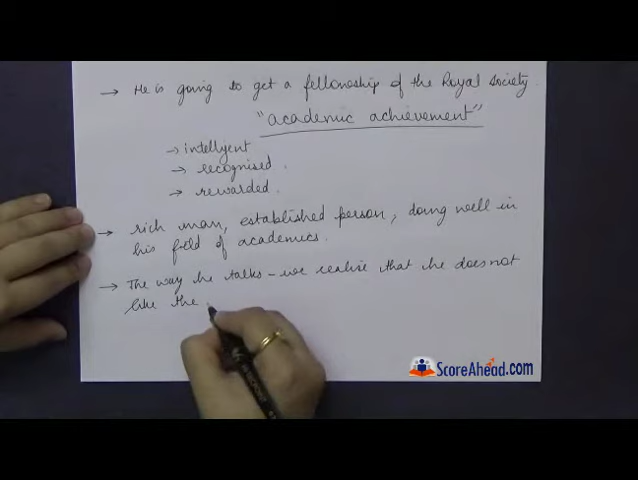 → He is going to get a fellowship of the Royal Society.
"academic achievement"
→ intellgent
→ recognised.
→ rewarded.
→ rich man, established person, doing well in
his field of academics.
→ The way he talks - we realise that he does not
like the
ScoreAhead.com